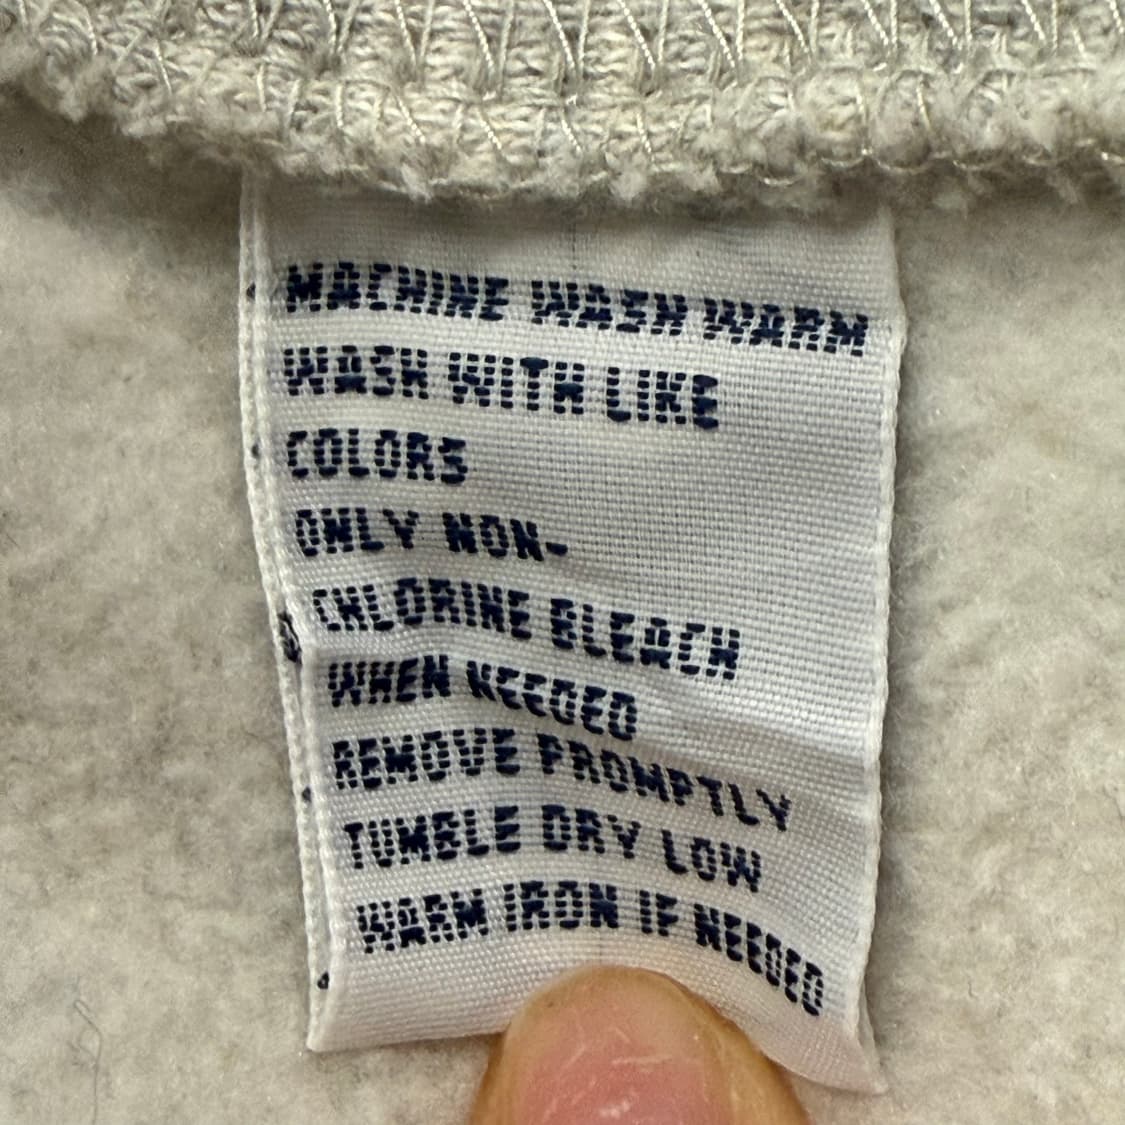 MACHINE WASH WARM
WASH WITH LIKE
COLORS
ONLY NON-
CHLORINE BLEACH
WHEN NEEDED
REMOVE PROMPTLY
TUMBLE DRY LOW
WARM IRON IF NEEDED